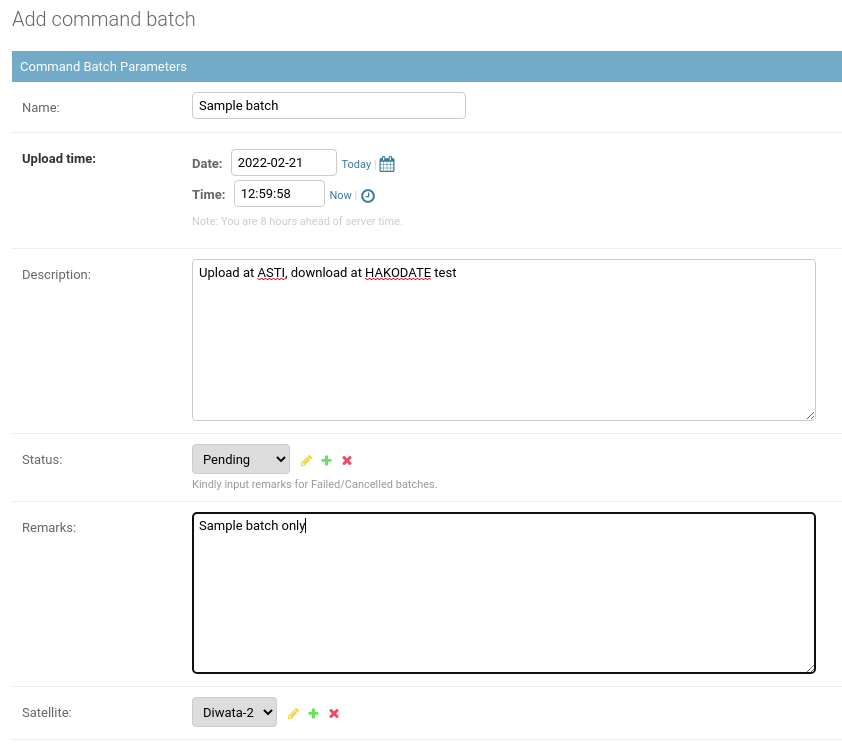 Add command batch
Command Batch Parameters
Name: Sample batch
Upload time: Date: 2022-02-21 Today |
Time: 12:59:58 Now |
Note: You are 8 hours ahead of server time.
Description: Upload at ASTI, download at HAKODATE test
Status: Pending
Kindly input remarks for Failed/Cancelled batches.
Remarks: Sample batch only
Satellite: Diwata-2